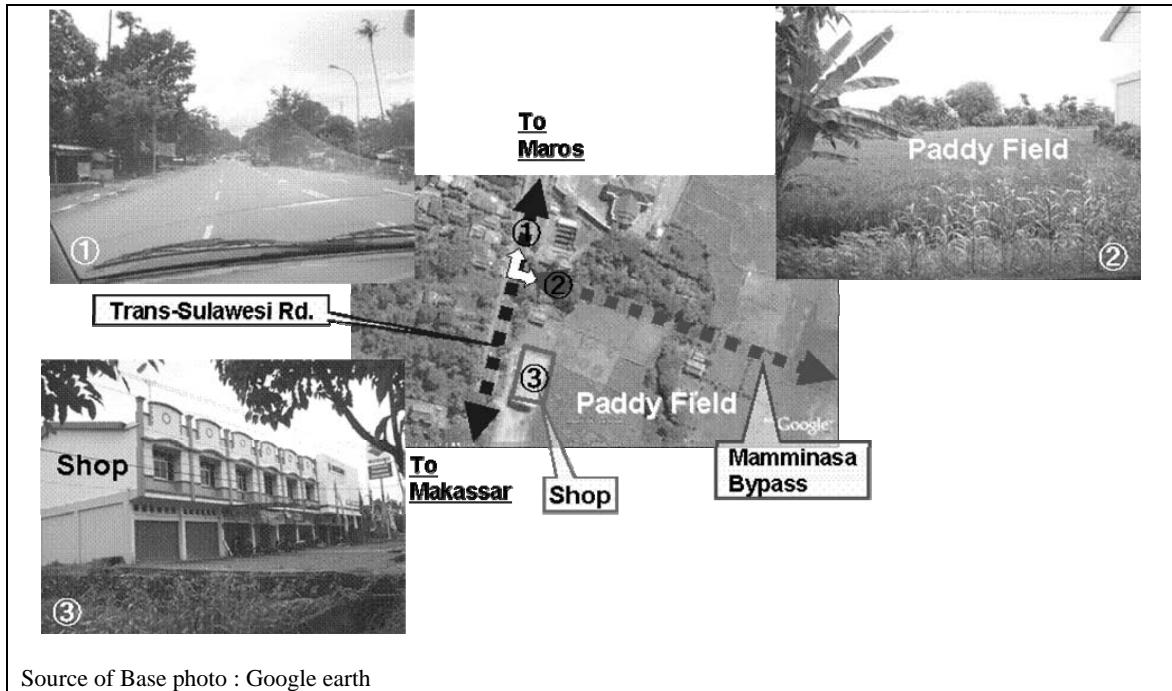 ①
To
Maros
Paddy Field
②
①
②
Trans-Sulawesi Rd.
③
Paddy Field
Google
Shop
③
To
Makassar
Shop
Mamminasa
Bypass
Source of Base photo : Google earth